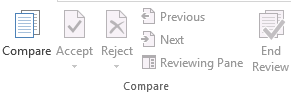 Compare
Accept
Reject
Previous
Next
Reviewing Pane
End
Review
Compare